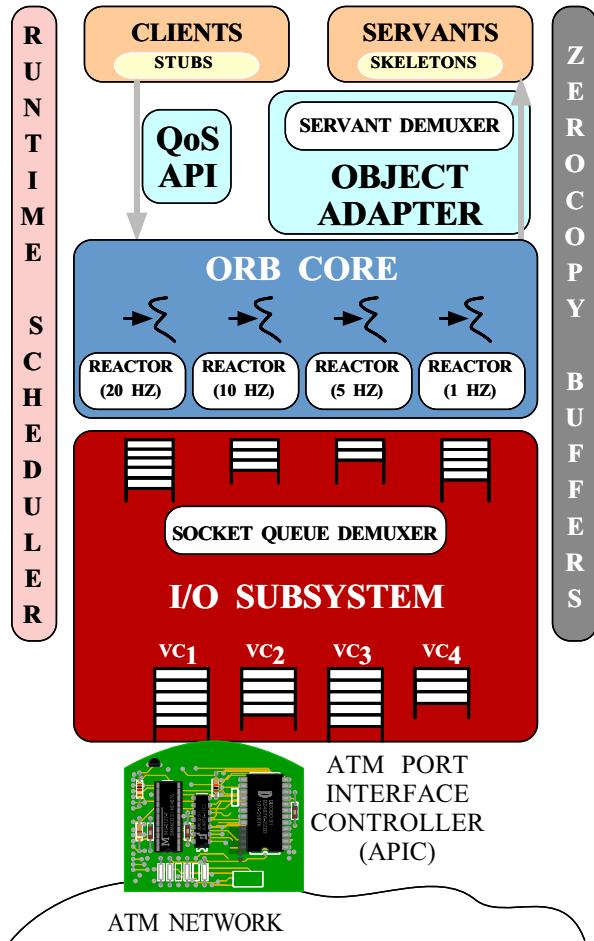 RUNTIME SCHEDULER
CLIENTS
STUBS
SERVANTS
SKELETONS
ZEROCOPY BUFFERS
QoS
API
SERVANT DEMUXER
OBJECT
ADAPTER
ORB CORE
REACTOR
(20 HZ)
REACTOR
(10 HZ)
REACTOR
(5 HZ)
REACTOR
(1 HZ)
SOCKET QUEUE DEMUXER
I/O SUBSYSTEM
VC1
VC2
VC3
VC4
ATM PORT
INTERFACE
CONTROLLER
(APIC)
ATM NETWORK